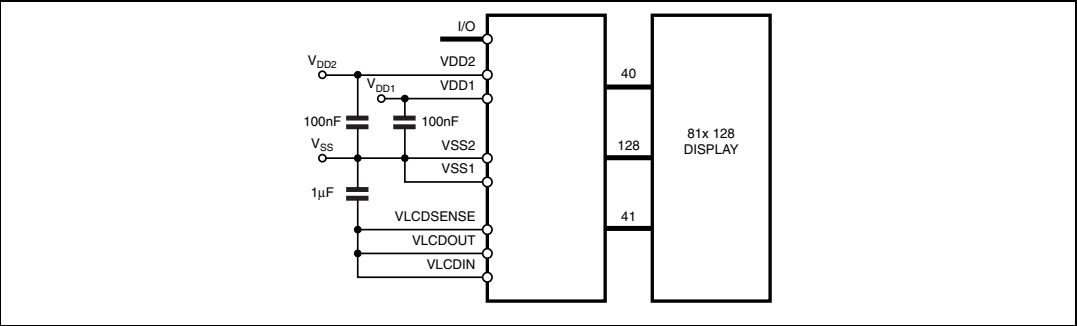 I/O
VDD2
VDD2
40
VDD1
VDD1
100nF
100nF
81x 128
DISPLAY
VSS
VSS2
128
VSS1
1μF
VLCDSENSE
41
VLCDOUT
VLCDIN